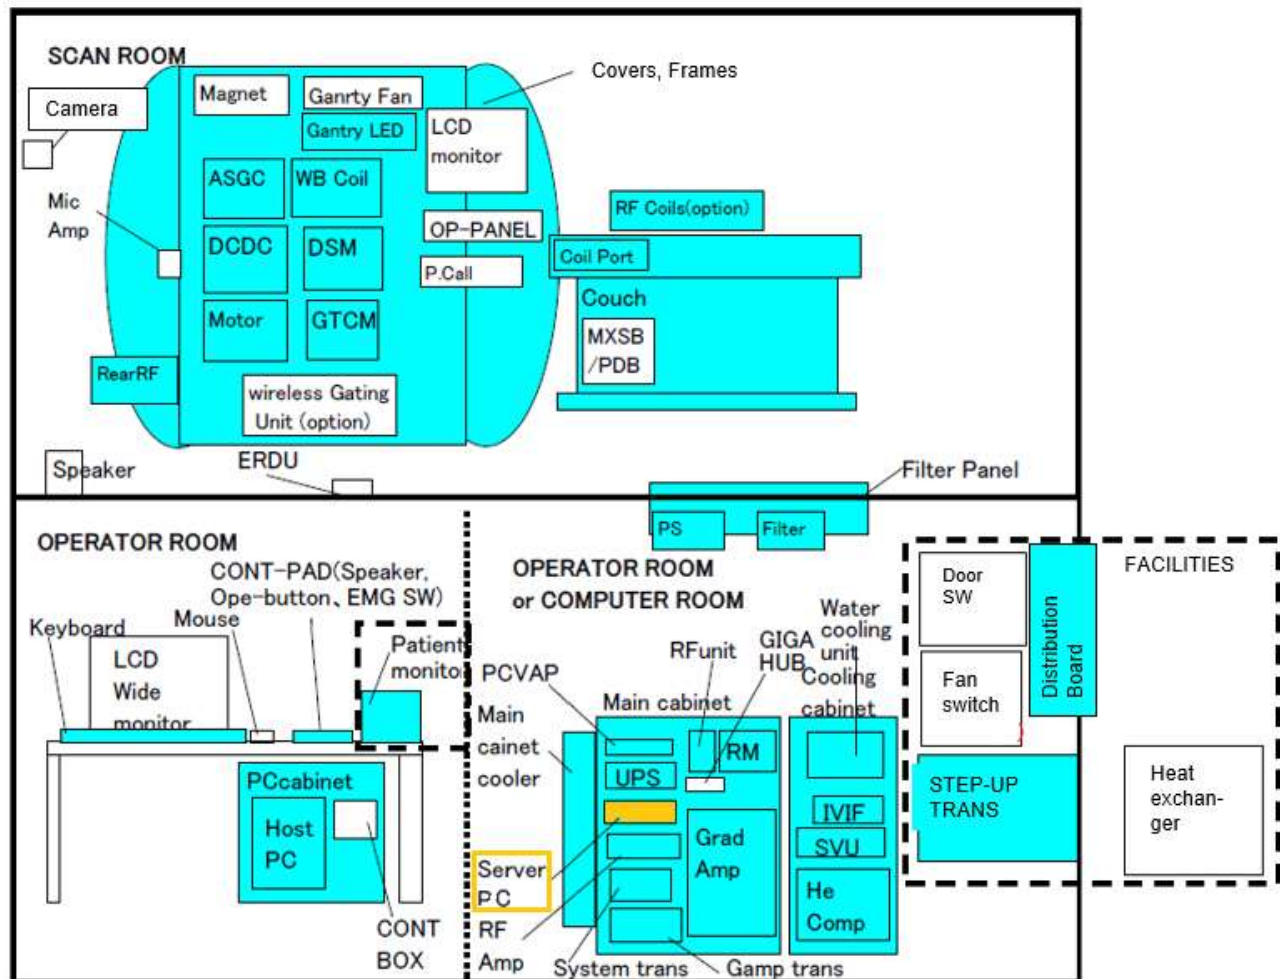 SCAN ROOM
Covers, Frames
Camera
Magnet
Ganrty Fan
Gantry LED
LCD
monitor
ASGC
WB Coil
Mic
Amp
RF Coils(option)
OP-PANEL
DCDC
DSM
Coil Port
P.Call
Couch
Motor
GTCM
MXSB
/PDB
RearRF
wireless Gating
Unit (option)
Speaker
ERDU
Filter Panel
PS
Filter
OPERATOR ROOM
CONT-PAD(Speaker,
Ope-button、EMG SW)
Keyboard
Mouse
LCD
Wide
monitor
Patient
monitor
PCcabinet
Host
PC
CONT
BOX
OPERATOR ROOM
or COMPUTER ROOM
Water
cooling
unit
Cooling
cabinet
RFunit
GIGA
HUB
PCVAP
Main cabinet
Main
cainet
cooler
RM
UPS
IVIF
Grad
Amp
SVU
Server
PC
He
Comp
RF
Amp
System trans
Gamp trans
FACILITIES
Door
SW
Distribution
Board
Fan
switch
STEP-UP
TRANS
Heat
exchan-
ger